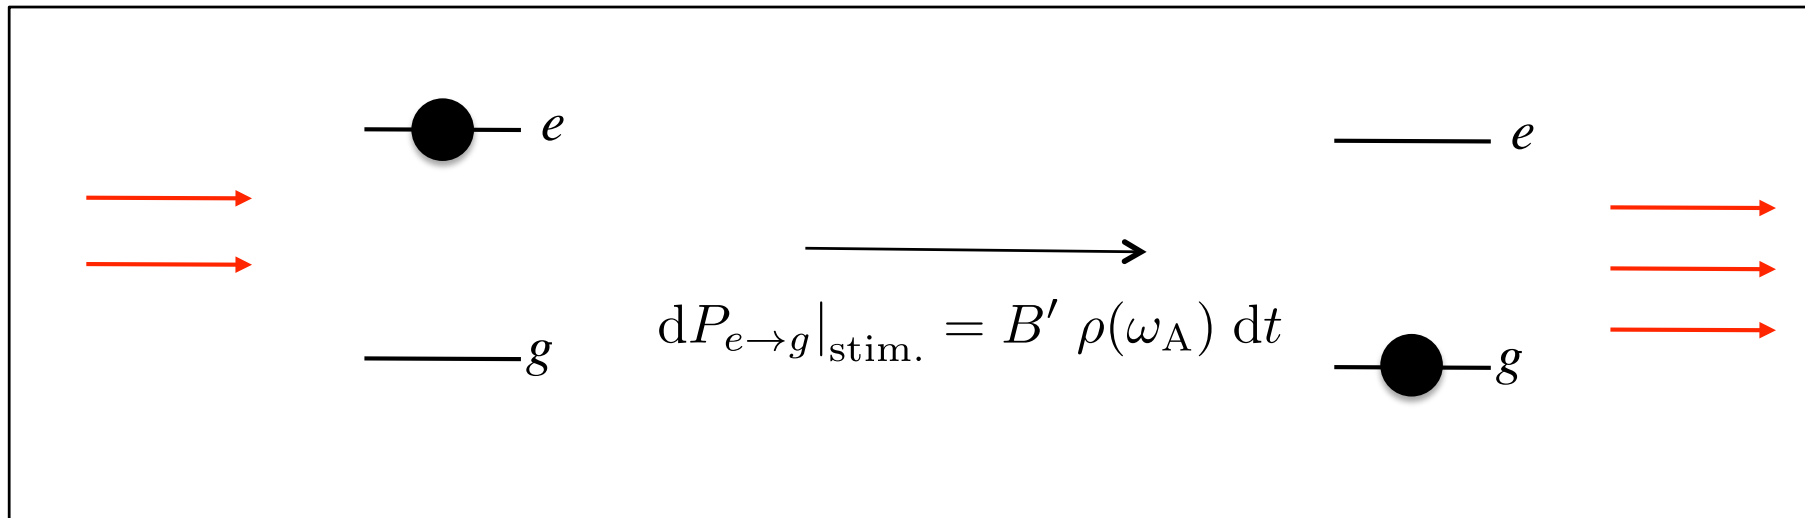 e
e
g
dP_{e→g}|_{stim.} = B′ ρ(ω_A) dt
g